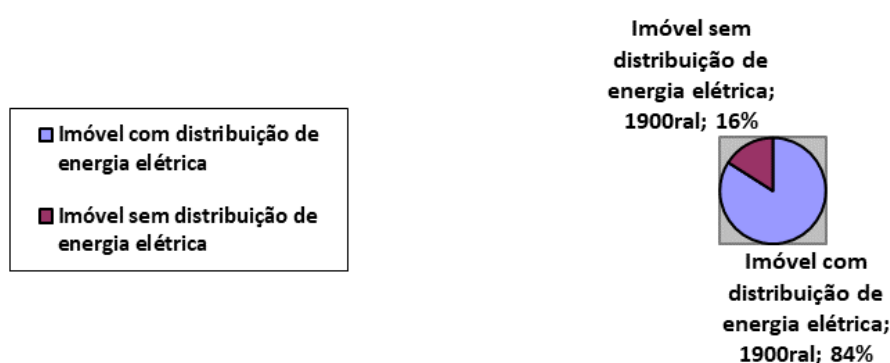 Imóvel sem
distribuição de
energia elétrica;
1900ral; 16%
Imóvel com distribuição de
energia elétrica
Imóvel sem distribuição de
energia elétrica
Imóvel com
distribuição de
energia elétrica;
1900ral; 84%